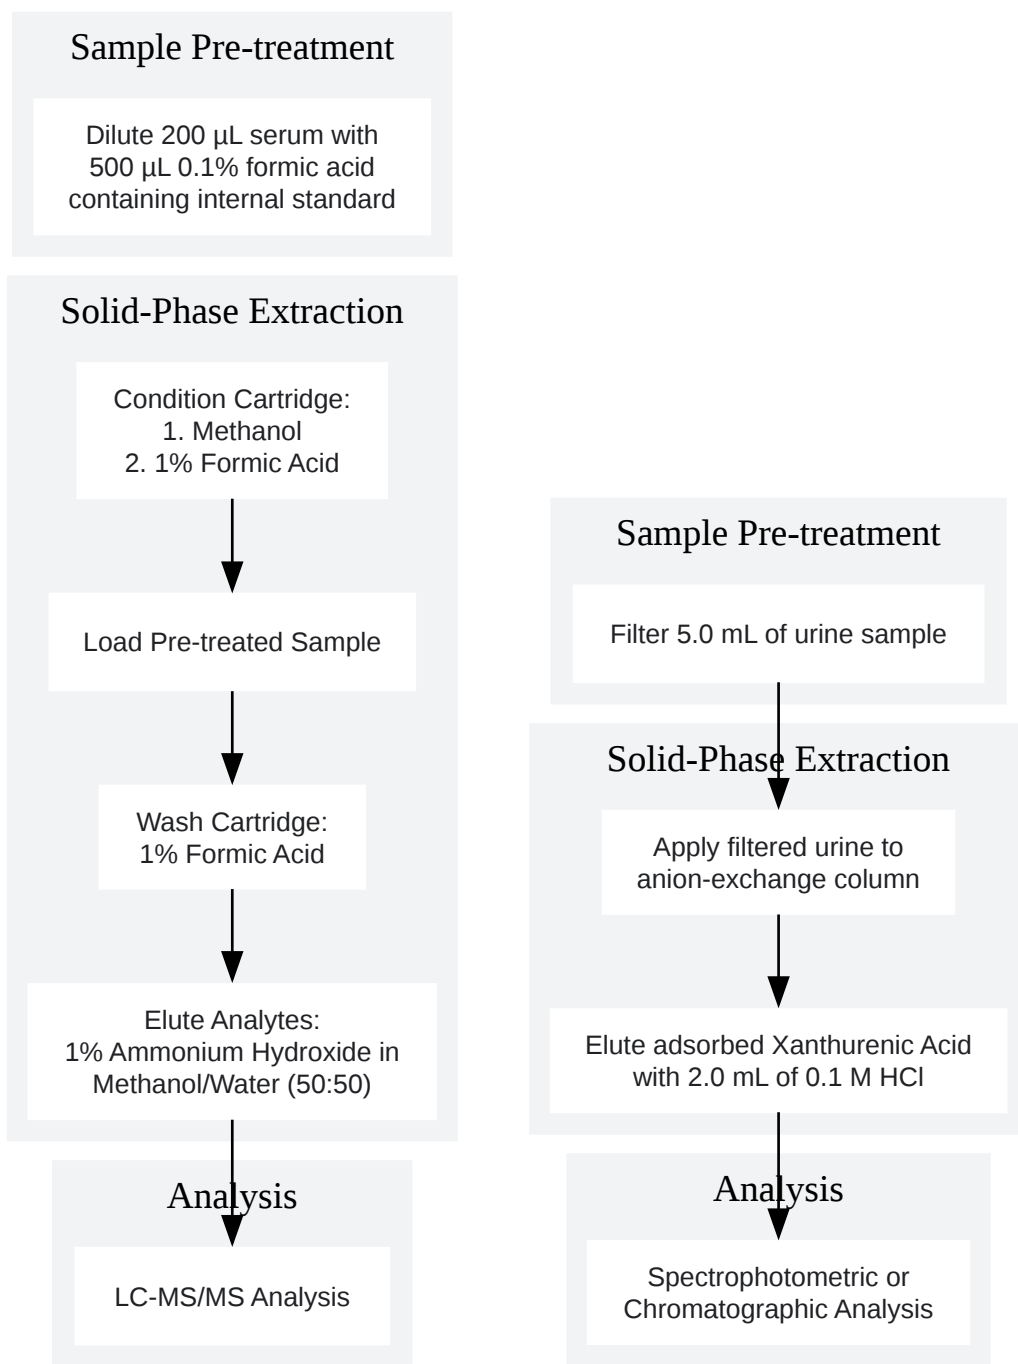 Sample Pre-treatment
Dilute 200 µL serum with
500 µL 0.1% formic acid
containing internal standard
Solid-Phase Extraction
Condition Cartridge:
1. Methanol
2. 1% Formic Acid
Load Pre-treated Sample
Wash Cartridge:
1% Formic Acid
Elute Analytes:
1% Ammonium Hydroxide in
Methanol/Water (50:50)
Analysis
LC-MS/MS Analysis
Sample Pre-treatment
Filter 5.0 mL of urine sample
Solid-Phase Extraction
Apply filtered urine to
anion-exchange column
Elute adsorbed Xanthurenic Acid
with 2.0 mL of 0.1 M HCl
Analysis
Spectrophotometric or
Chromatographic Analysis